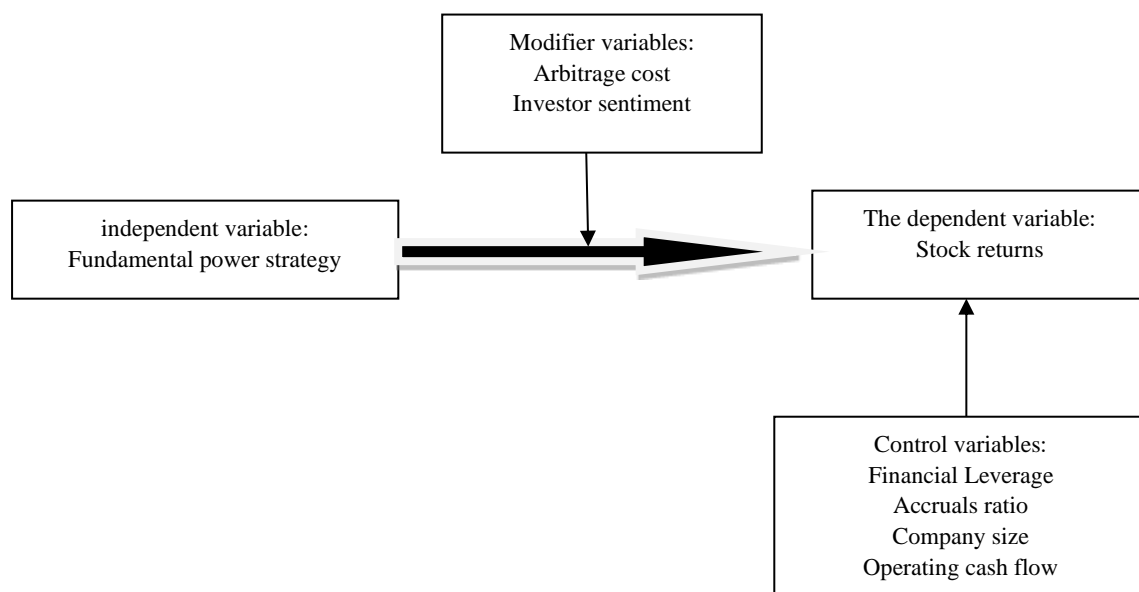 Modifier variables:
Arbitrage cost
Investor sentiment
independent variable:
Fundamental power strategy
The dependent variable:
Stock returns
Control variables:
Financial Leverage
Accruals ratio
Company size
Operating cash flow